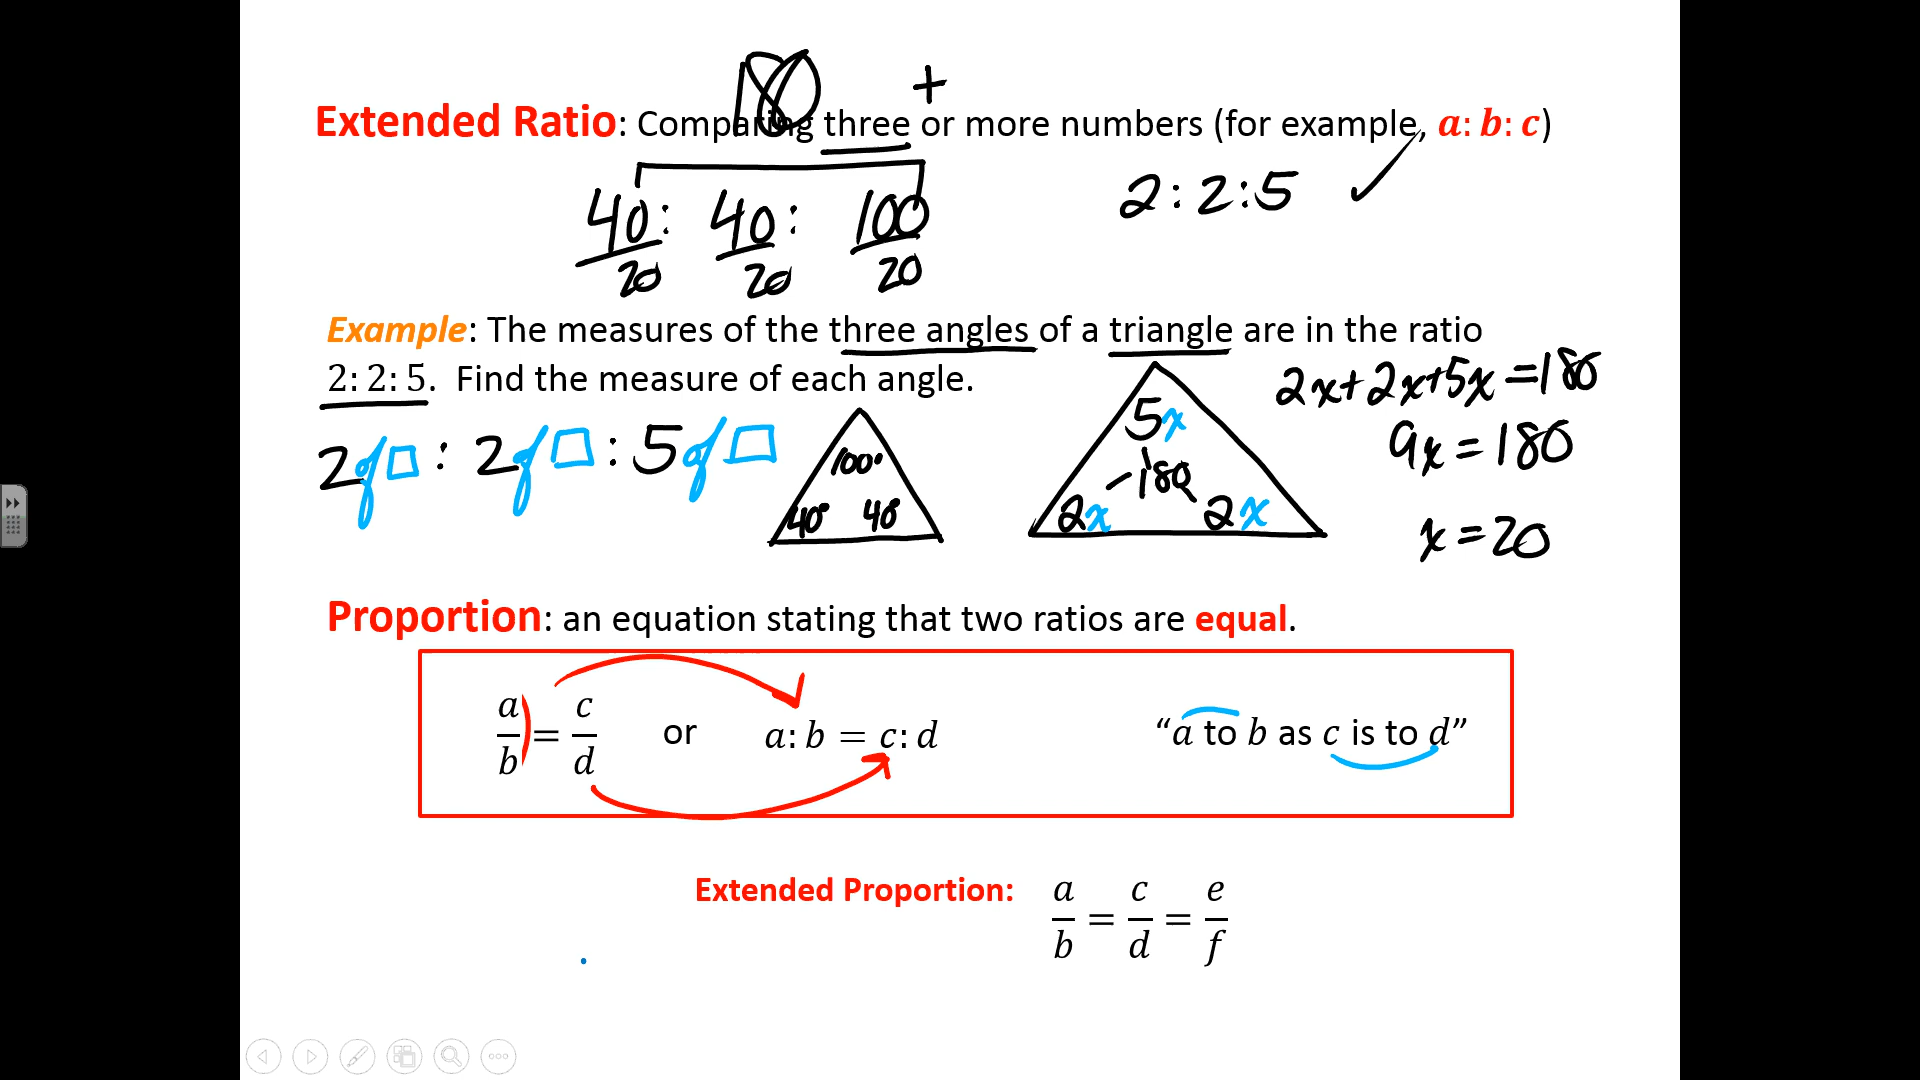 180 +
Extended Ratio: Comparing three or more numbers (for example, a: b: c)
40/20 : 40/20 : 100/20
2:2:5 ✓
Example: The measures of the three angles of a triangle are in the ratio
2: 2: 5. Find the measure of each angle.
2x+2x+5x=180
9x=180
x=20
2 of □ : 2 of □ : 5 of □
100°
40° 40°
5x
180
2x 2x
Proportion: an equation stating that two ratios are equal.
a/b = c/d or a: b = c: d “a to b as c is to d”
Extended Proportion: a/b = c/d = e/f